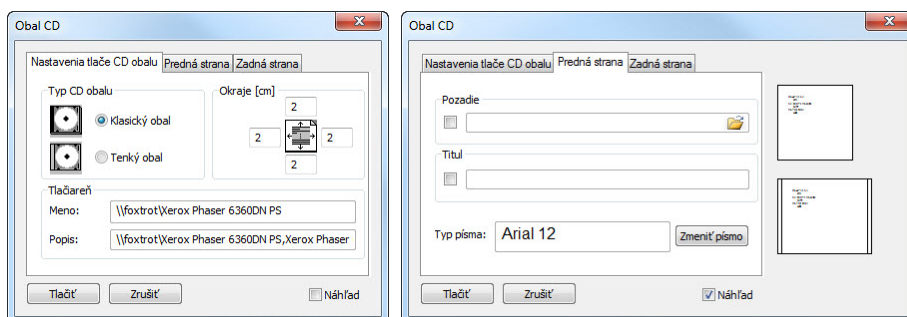 Obal CD
Nastavenia tlače CD obalu Predná strana Zadná strana
Typ CD obalu
Klasický obal
Tenký obal
Okraje [cm]
2
2 2
2
Tlačiareň
Meno: \\foxtrot\Xerox Phaser 6360DN PS
Popis: \\foxtrot\Xerox Phaser 6360DN PS,Xerox Phaser
Tlačiť Zrušiť Náhľad
Obal CD
Nastavenia tlače CD obalu Predná strana Zadná strana
Pozadie
Titul
Typ písma: Arial 12 Zmeniť písmo
Tlačiť Zrušiť Náhľad